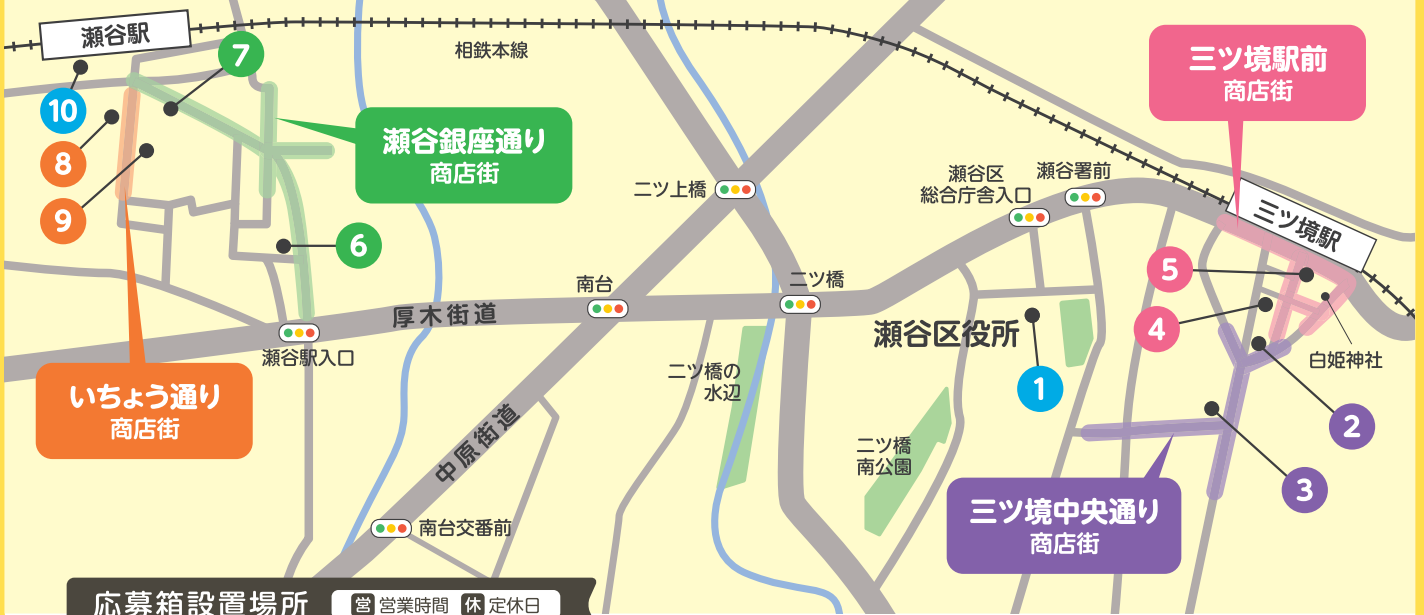 瀬谷駅
7
相鉄本線
三ツ境駅前
商店街
10
8
9
瀬谷銀座通り
商店街
二ツ上橋
瀬谷区
総合庁舎入口
瀬谷署前
三ツ境駅
6
南台
二ツ橋
5
4
厚木街道
瀬谷駅入口
瀬谷区役所
白姫神社
二ツ橋の
水辺
1
いちょう通り
商店街
2
中原街道
二ツ橋
南公園
3
三ツ境中央通り
商店街
南台交番前
応募箱設置場所
営 営業時間 休 定休日